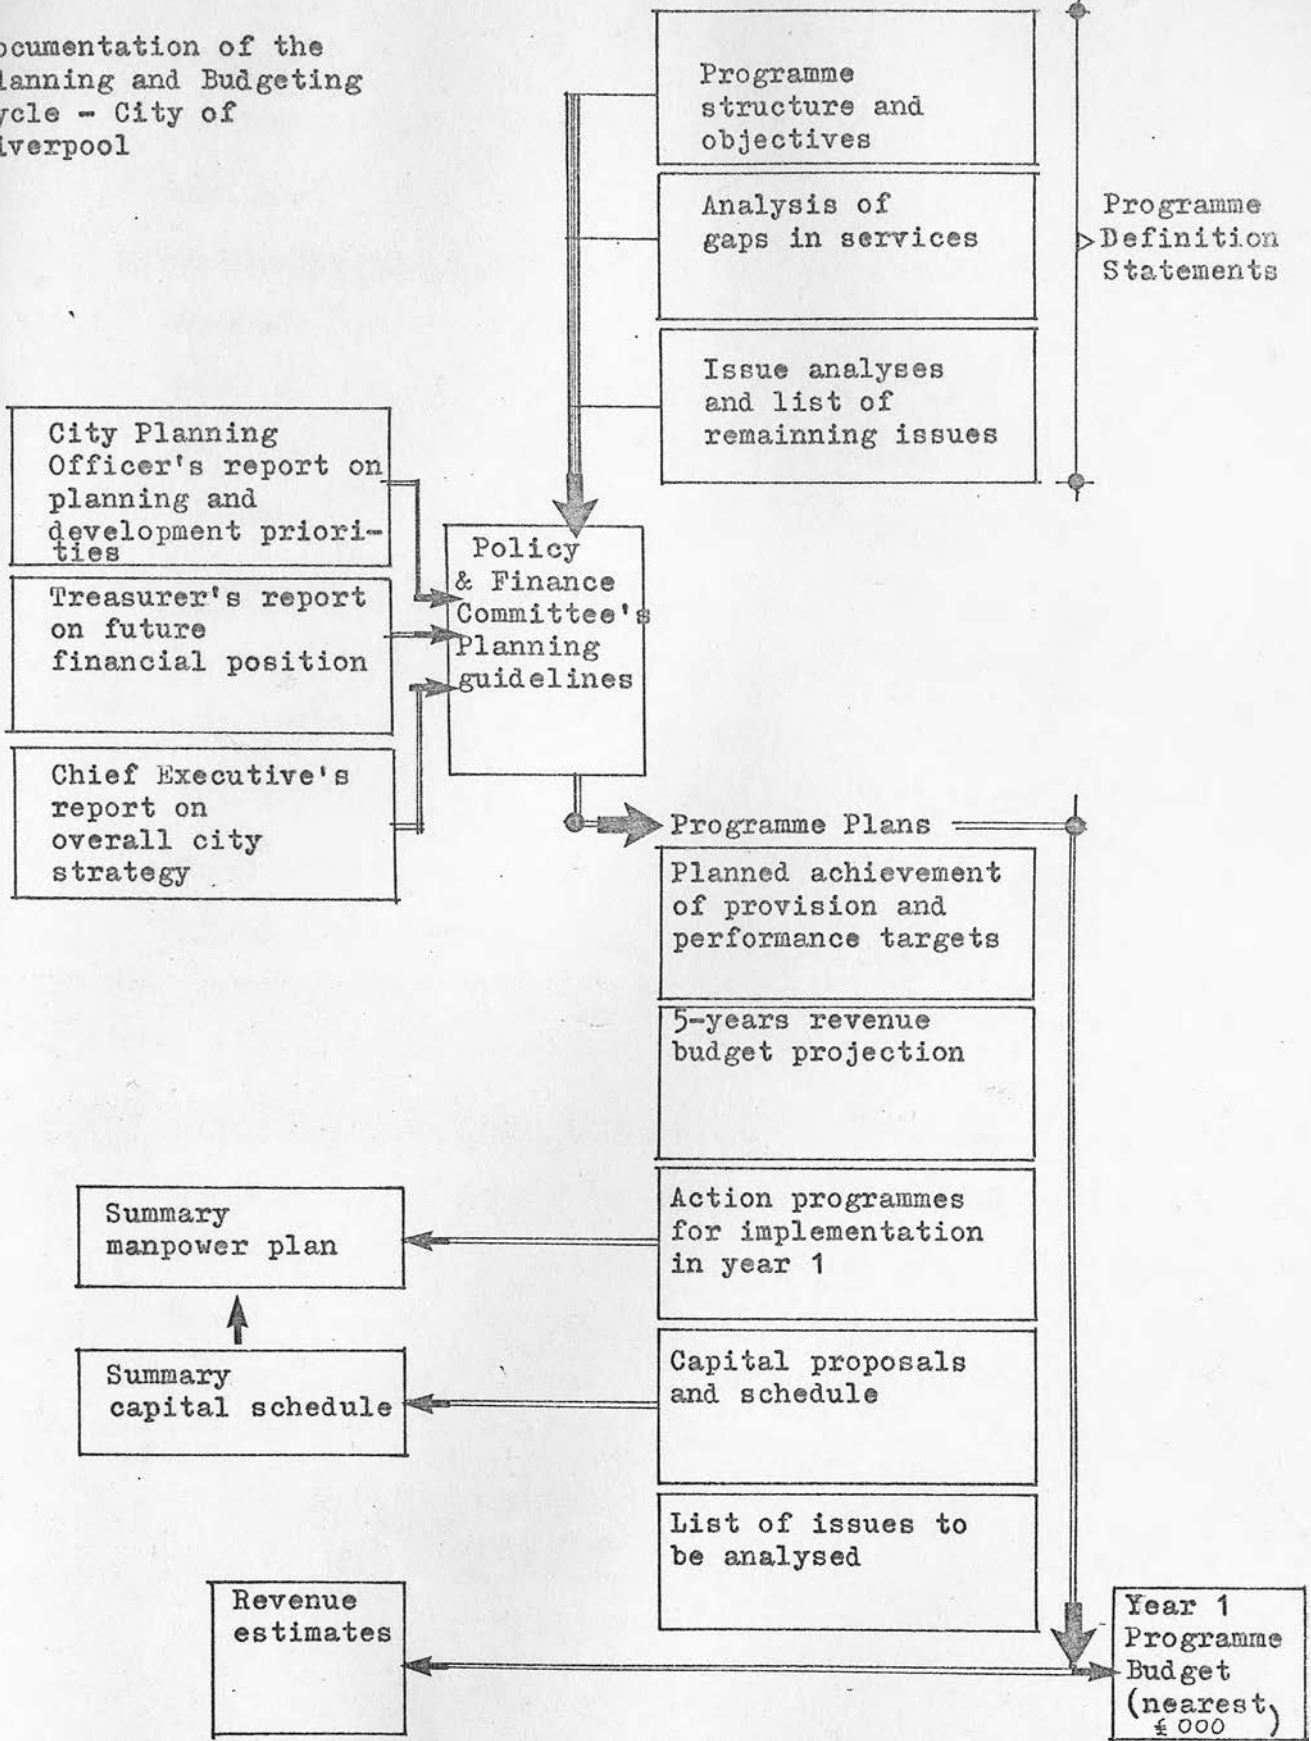 ocumentation of the
lanning and Budgeting
ycle - City of
iverpool
Programme
structure and
objectives
Analysis of
gaps in services
Issue analyses
and list of
remainning issues
Programme
Definition
Statements
City Planning
Officer's report on
planning and
development priori-
ties
Treasurer's report
on future
financial position
Chief Executive's
report on
overall city
strategy
Policy
& Finance
Committee's
Planning
guidelines
Programme Plans
Planned achievement
of provision and
performance targets
5-years revenue
budget projection
Action programmes
for implementation
in year 1
Capital proposals
and schedule
List of issues to
be analysed
Summary
manpower plan
Summary
capital schedule
Revenue
estimates
Year 1
Programme
Budget
(nearest
£ 000 )